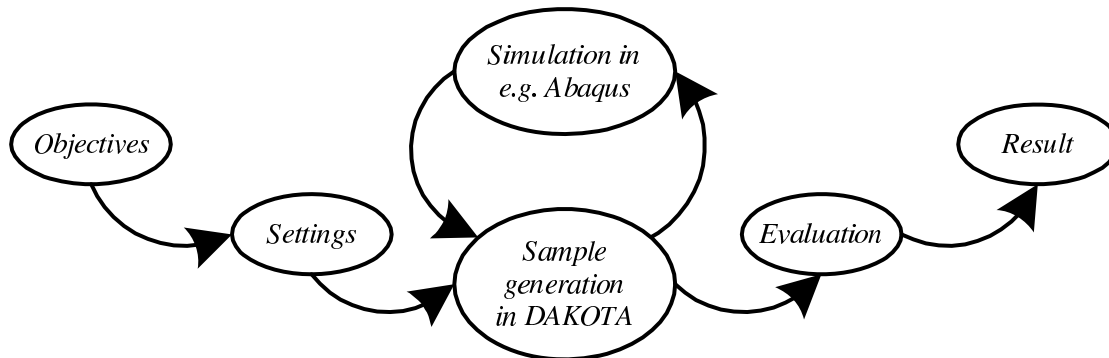 Objectives
Settings
Simulation in
e.g. Abaqus
Sample
generation
in DAKOTA
Evaluation
Result